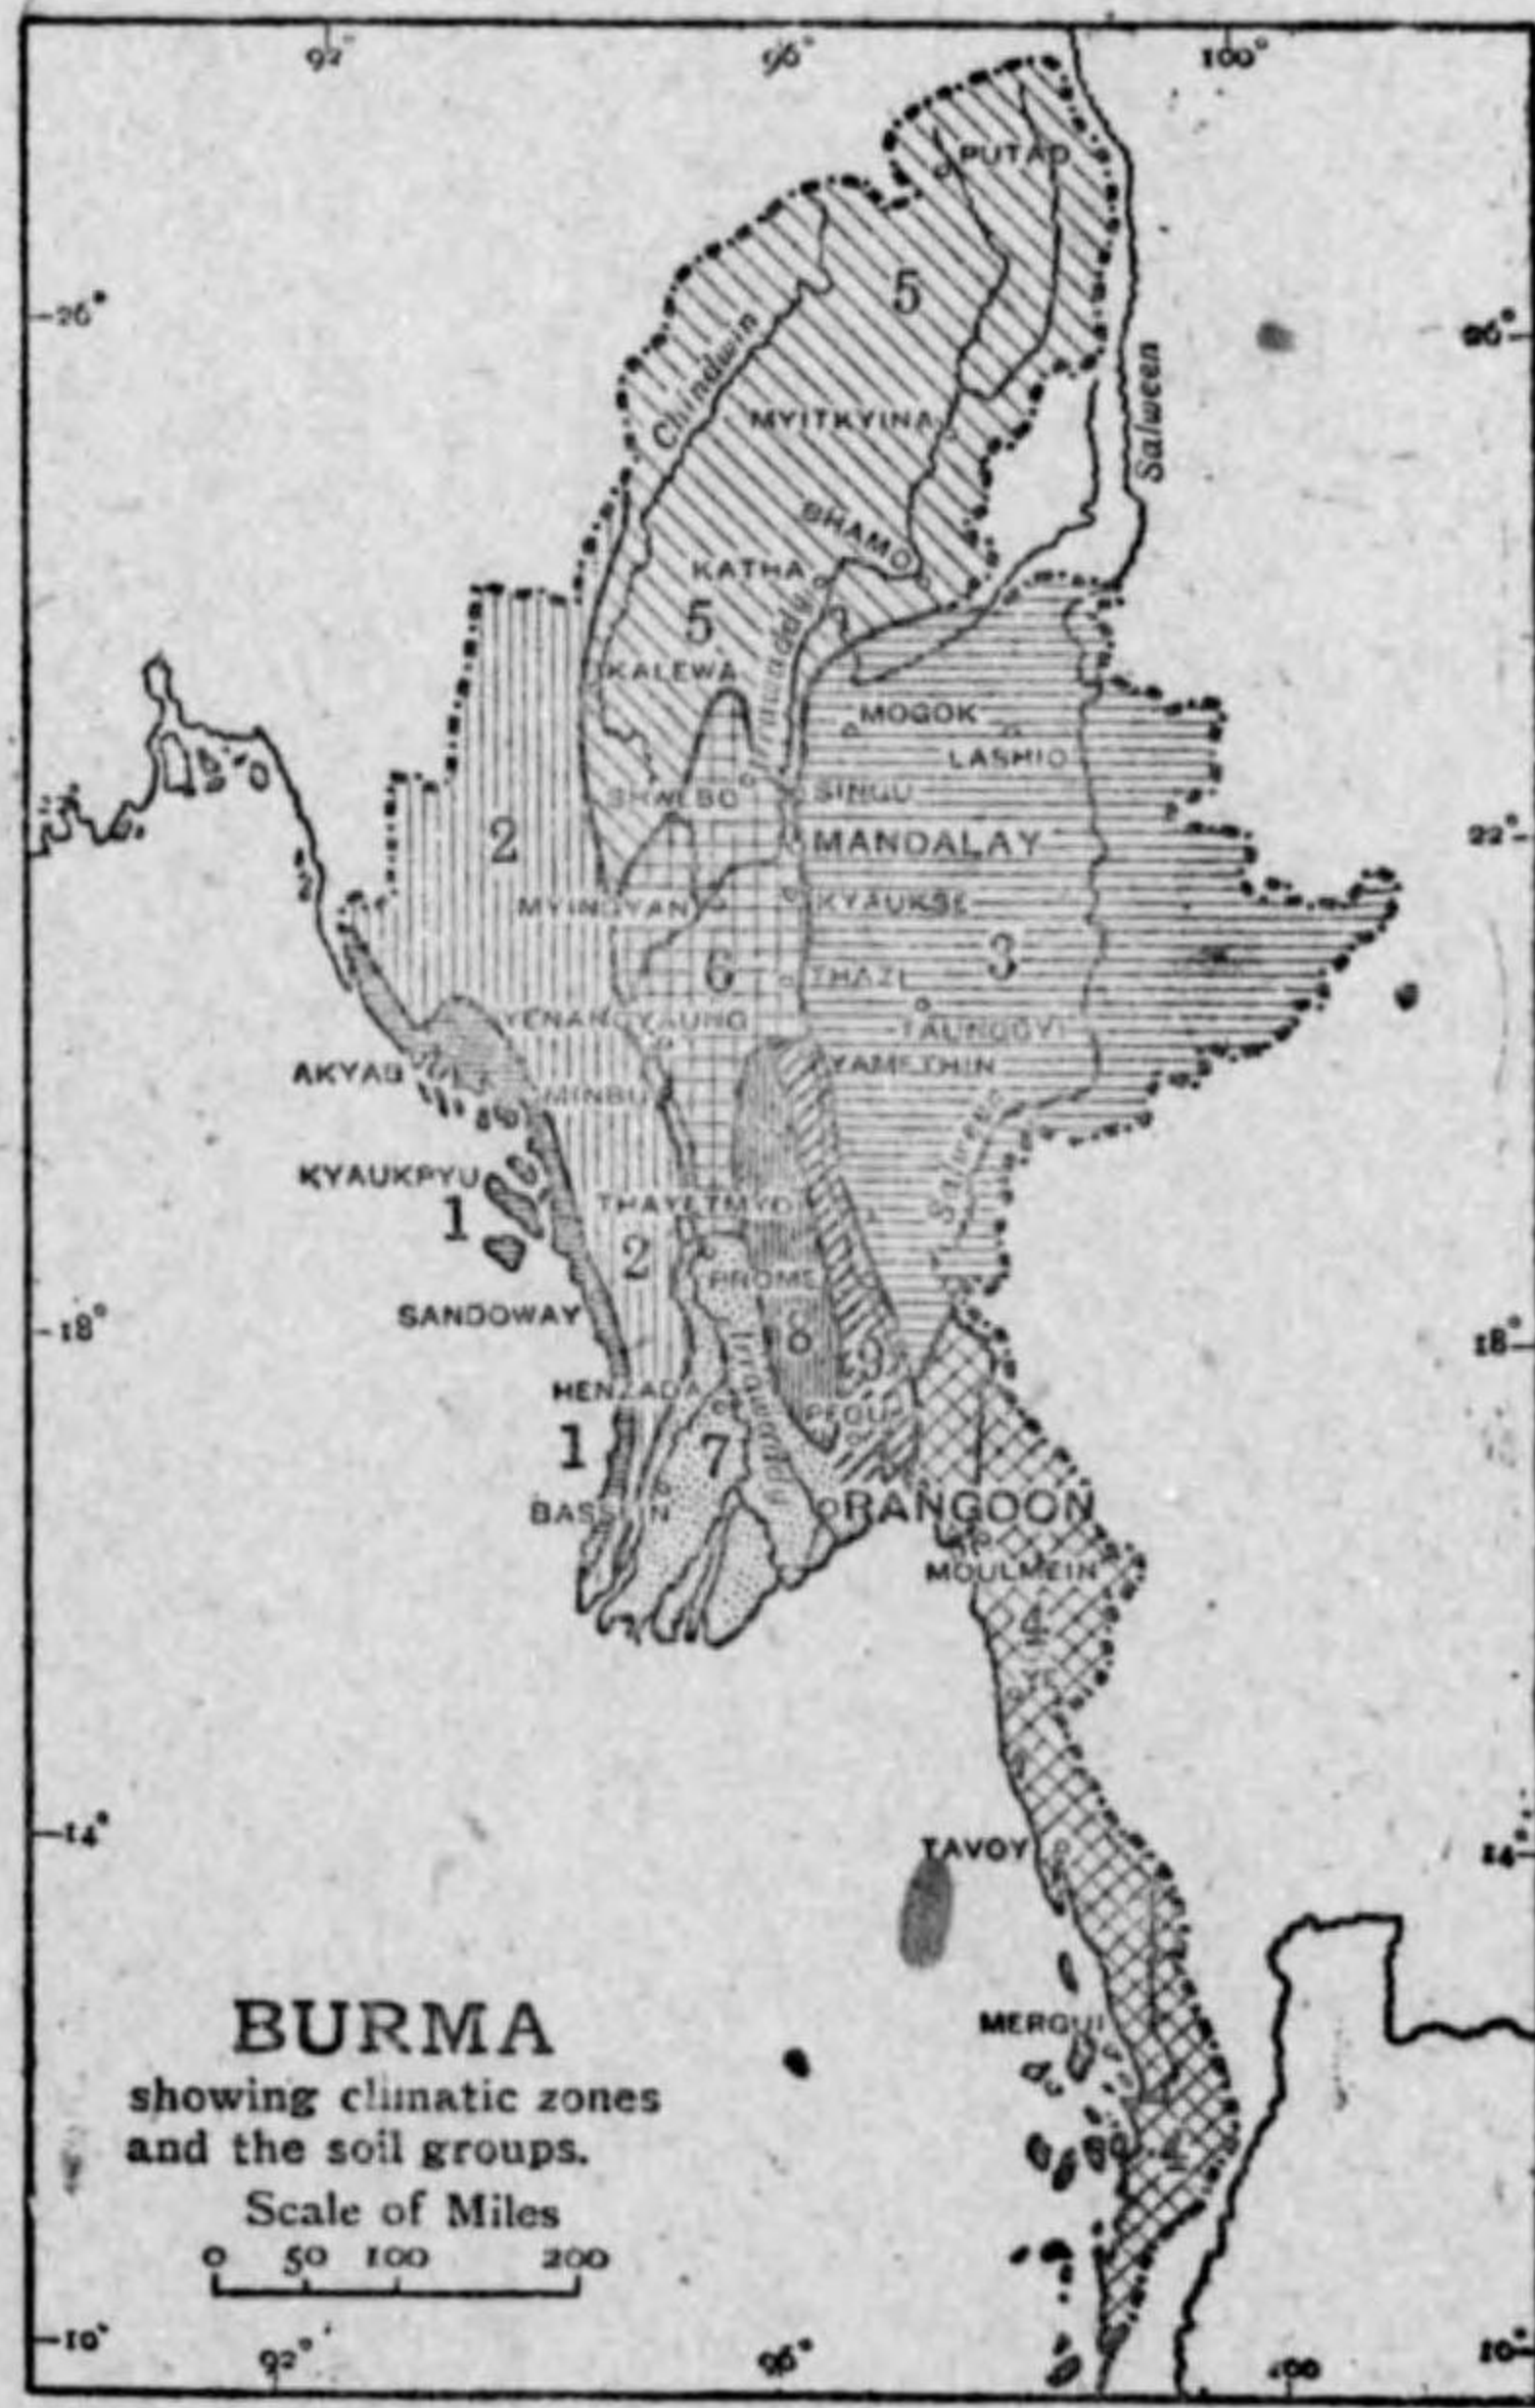 92° 96° 100°
PUTAO
5
26° 26°
Chindwin
MYITKYINA
Salween
BHAMO
KATHA
5
Irrawaddy
KALEWA
MOGOK
LASHIO
SHWEBO
SINGU
2
MANDALAY
22°
MYINGYAN
KYAUKSE
3
6
THAZI
YENANGYAUNG
TAUNGGYI
YAMETHIN
AKYAB
MINBU
Salween
KYAUKPYU
1
THAYETMYO
2
PROME
SANDOWAY
18° 18°
8
9
Irrawaddy
HENZADA
PEGU
1
7
BASSEIN
RANGOON
MOULMEIN
4
14° 14°
TAVOY
MERGUI
4
BURMA
showing climatic zones
and the soil groups.
Scale of Miles
0 50 100 200
10° 10°
92° 96° 100